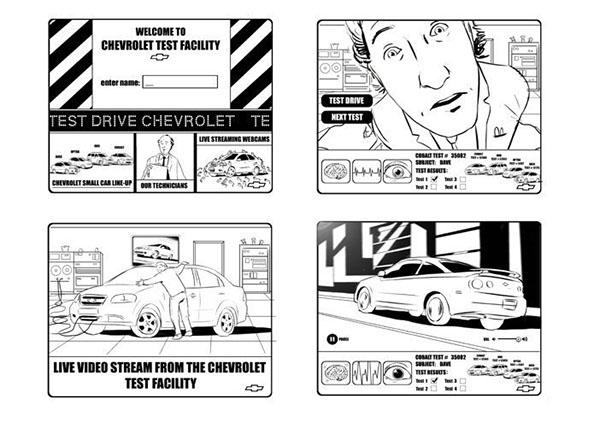 WELCOME TO
CHEVROLET TEST FACILITY
enter name:
TEST DRIVE CHEVROLET TE
CHEVROLET SMALL CAR LINE-UP
OUR TECHNICIANS
LIVE STREAMING WEBCAMS
TEST DRIVE
NEXT TEST
COBALT TEST # 35082
SUBJECT: DAVE
TEST RESULTS:
Test 1 Test 3
Test 2 Test 4
LIVE VIDEO STREAM FROM THE CHEVROLET
TEST FACILITY
PAUSE
VOL
COBALT TEST # 35082
SUBJECT: DAVE
TEST RESULTS:
Test 1 Test 3
Test 2 Test 4